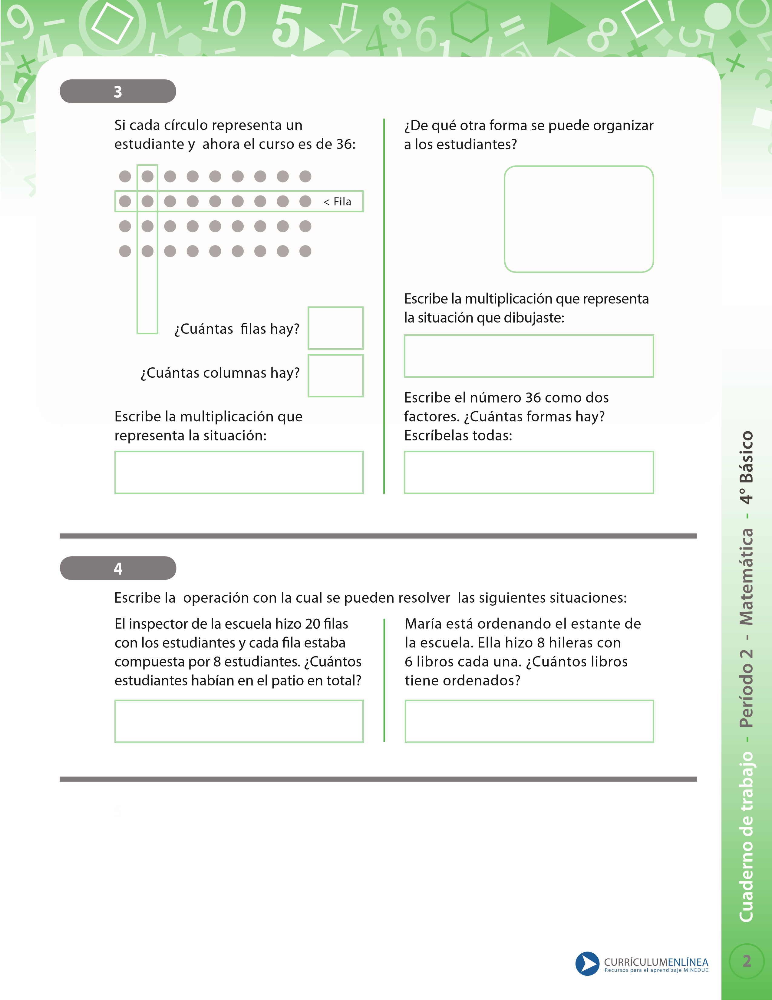 3
Si cada círculo representa un
estudiante y  ahora el curso es de 36:
< Fila
¿Cuántas  filas hay?
¿Cuántas columnas hay?
Escribe la multiplicación que
representa la situación:
¿De qué otra forma se puede organizar
a los estudiantes?
Escribe la multiplicación que representa
la situación que dibujaste:
Escribe el número 36 como dos
factores. ¿Cuántas formas hay?
Escríbelas todas:
4
Escribe la  operación con la cual se pueden resolver  las siguientes situaciones:
El inspector de la escuela hizo 20 filas
con los estudiantes y cada fila estaba
compuesta por 8 estudiantes. ¿Cuántos
estudiantes habían en el patio en total?
María está ordenando el estante de
la escuela. Ella hizo 8 hileras con
6 libros cada una. ¿Cuántos libros
tiene ordenados?
Cuaderno de trabajo - Período 2 - Matemática - 4° Básico
CURRÍCULUMENLÍNEA
Recursos para el aprendizaje MINEDUC
2